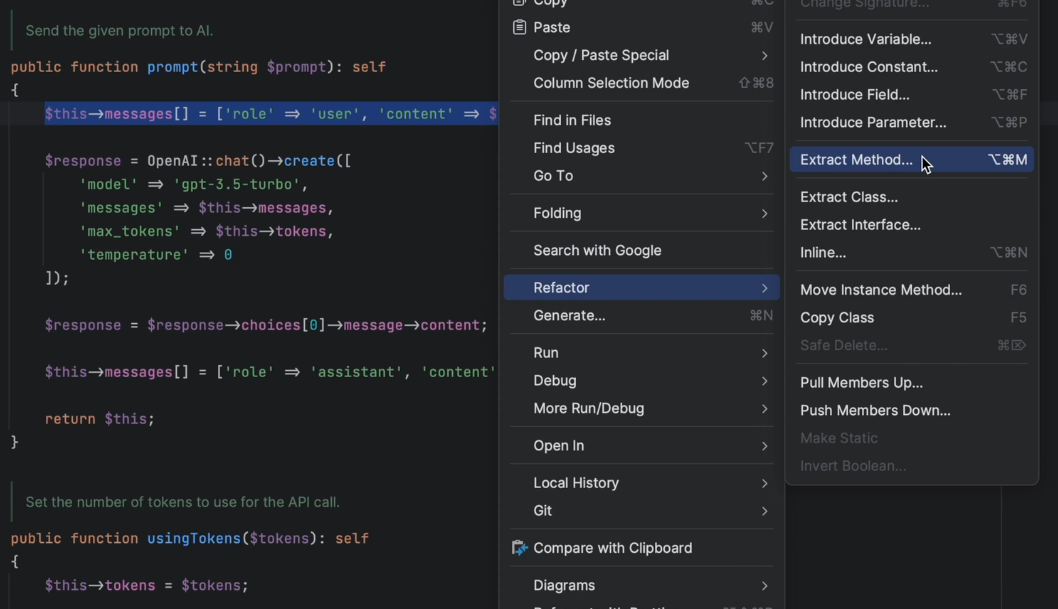 Send the given prompt to AI.
public function prompt(string $prompt): self
{
$this→messages[] = ['role' ⇒ 'user', 'content' ⇒ $
$response = OpenAI::chat()→create([
'model' ⇒ 'gpt-3.5-turbo',
'messages' ⇒ $this→messages,
'max_tokens' ⇒ $this→tokens,
'temperature' ⇒ 0
]);
$response = $response→choices[0]→message→content;
$this→messages[] = ['role' ⇒ 'assistant', 'content'
return $this;
}
Set the number of tokens to use for the API call.
public function usingTokens($tokens): self
{
$this→tokens = $tokens;
Copy ⌘C
Paste ⌘V
Copy / Paste Special
Column Selection Mode ⇧⌘8
Find in Files
Find Usages ⌥F7
Go To
Folding
Search with Google
Refactor
Generate... ⌘N
Run
Debug
More Run/Debug
Open In
Local History
Git
Compare with Clipboard
Diagrams
Change Signature... ⌘F6
Introduce Variable... ⌥⌘V
Introduce Constant... ⌥⌘C
Introduce Field... ⌥⌘F
Introduce Parameter... ⌥⌘P
Extract Method... ⌥⌘M
Extract Class...
Extract Interface...
Inline... ⌥⌘N
Move Instance Method... F6
Copy Class F5
Safe Delete... ⌘⌦
Pull Members Up...
Push Members Down...
Make Static
Invert Boolean...